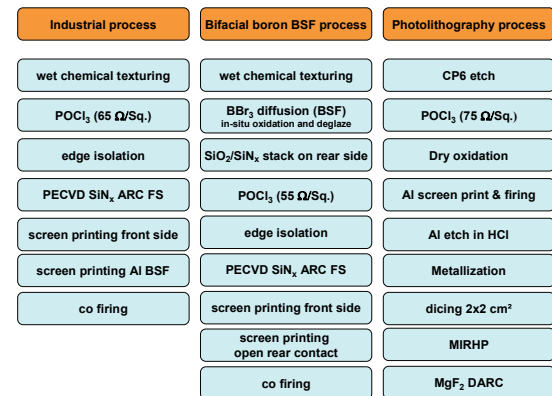 Industrial process
wet chemical texturing
POCl₃ (65 Ω/Sq.)
edge isolation
PECVD SiNₓ ARC FS
screen printing front side
screen printing Al BSF
co firing
Bifacial boron BSF process
wet chemical texturing
BBr₃ diffusion (BSF)
in-situ oxidation and deglaze
SiO₂/SiNₓ stack on rear side
POCl₃ (55 Ω/Sq.)
edge isolation
PECVD SiNₓ ARC FS
screen printing front side
screen printing
open rear contact
co firing
Photolithography process
CP6 etch
POCl₃ (75 Ω/Sq.)
Dry oxidation
Al screen print & firing
Al etch in HCl
Metallization
dicing 2x2 cm²
MIRHP
MgF₂ DARC